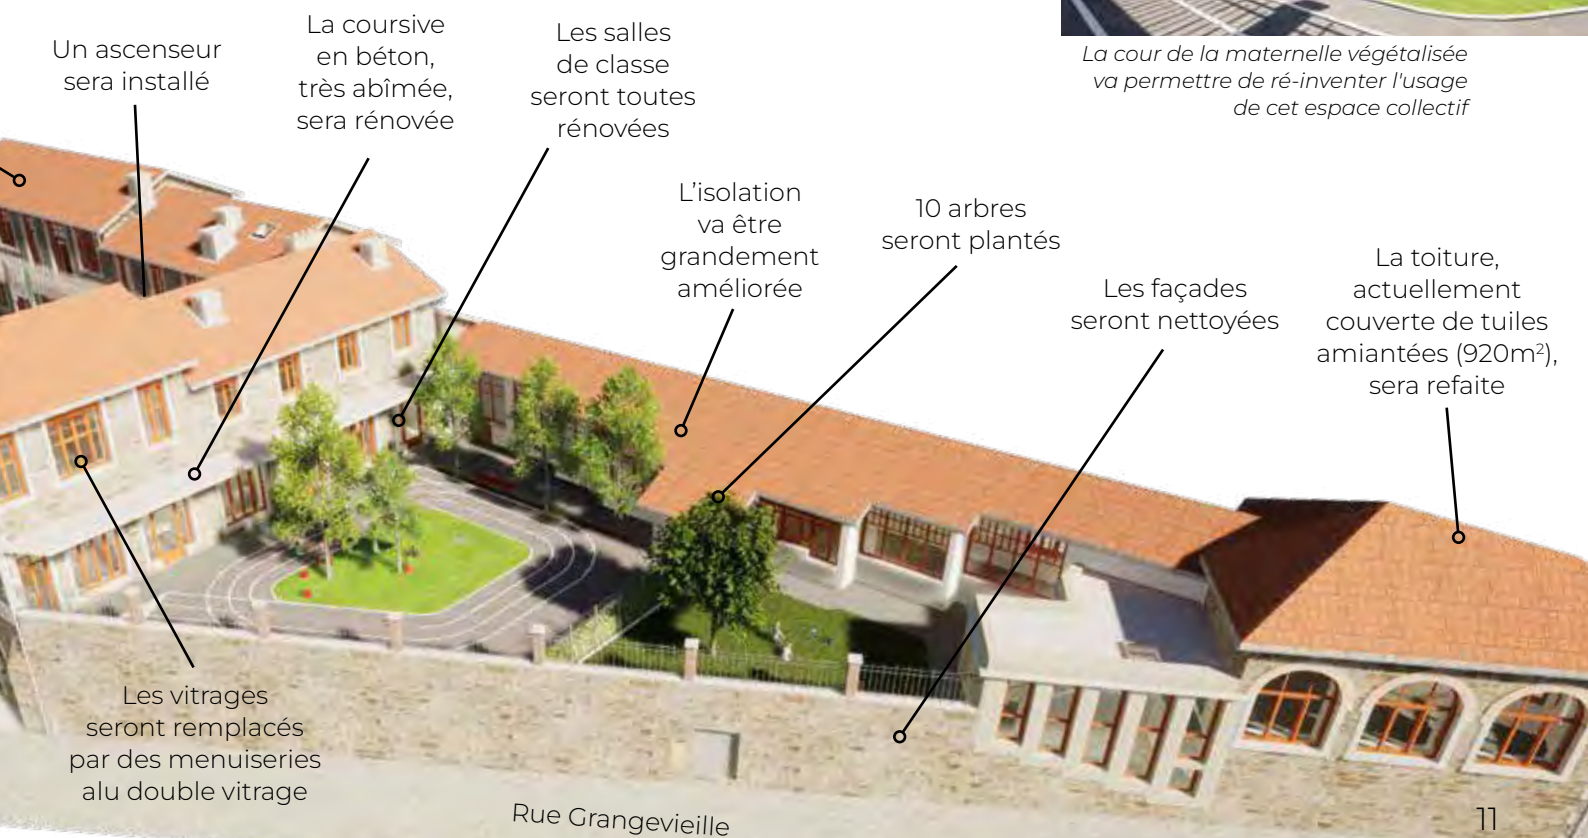 Un ascenseur
sera installé
La coursive
en béton,
très abîmée,
sera rénovée
Les salles
de classe
seront toutes
rénovées
La cour de la maternelle végétalisée
va permettre de ré-inventer l'usage
de cet espace collectif
L'isolation
va être
grandement
améliorée
10 arbres
seront plantés
Les façades
seront nettoyées
La toiture,
actuellement
couverte de tuiles
amiantées (920m²),
sera refaite
Les vitrages
seront remplacés
par des menuiseries
alu double vitrage
Rue Grangevieille
11